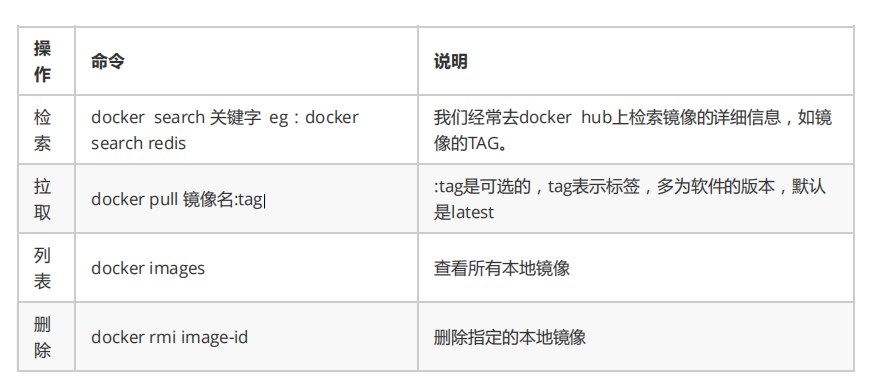 操作 命令 说明
检索 docker search 关键字 eg：docker search redis 我们经常去docker hub上检索镜像的详细信息，如镜像的TAG。
拉取 docker pull 镜像名:tag :tag是可选的，tag表示标签，多为软件的版本，默认是latest
列表 docker images 查看所有本地镜像
删除 docker rmi image-id 删除指定的本地镜像